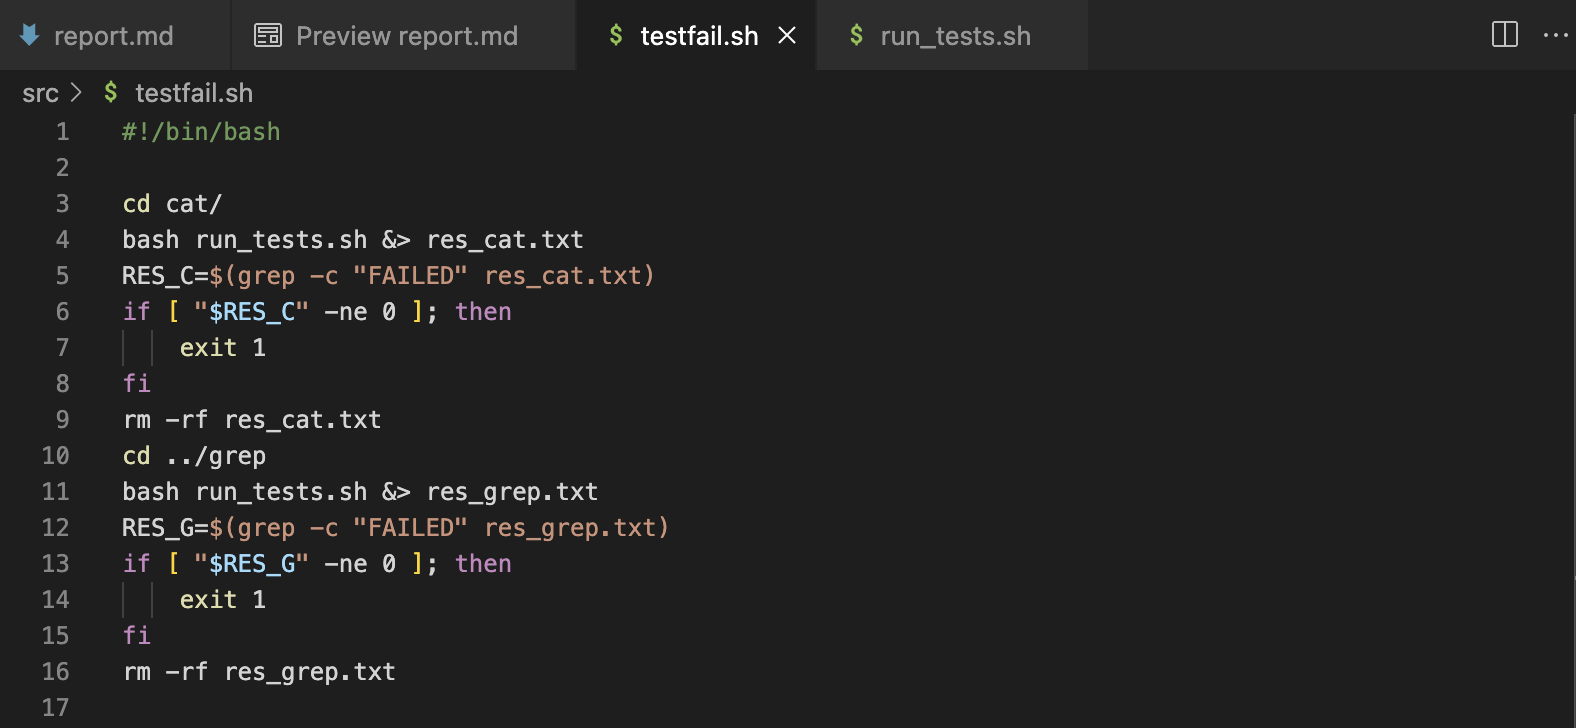 report.md Preview report.md $ testfail.sh $ run_tests.sh
src > $ testfail.sh
1 #!/bin/bash
2
3 cd cat/
4 bash run_tests.sh &> res_cat.txt
5 RES_C=$(grep -c "FAILED" res_cat.txt)
6 if [ "$RES_C" -ne 0 ]; then
7 exit 1
8 fi
9 rm -rf res_cat.txt
10 cd ../grep
11 bash run_tests.sh &> res_grep.txt
12 RES_G=$(grep -c "FAILED" res_grep.txt)
13 if [ "$RES_G" -ne 0 ]; then
14 exit 1
15 fi
16 rm -rf res_grep.txt
17